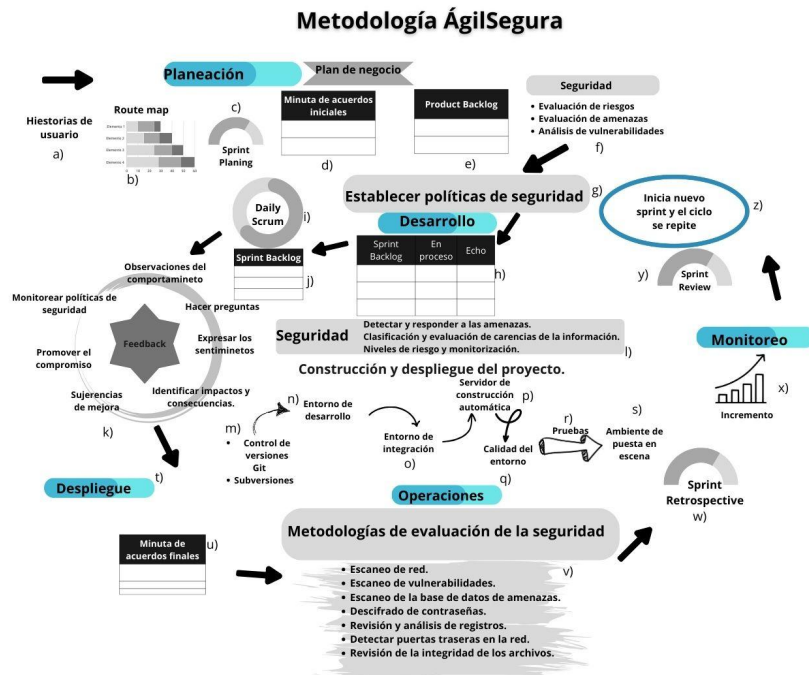 Metodología ÁgilSegura
Planeación
Plan de negocio
Hiestorias de
usuario
a)
Route map
Elemento 1
Elemento 2
Elemento 3
Elemento 4
b)
c)
Sprint
Planing
Minuta de acuerdos
iniciales
d)
Product Backlog
e)
Seguridad
Evaluación de riesgos
Evaluación de amenazas
Análisis de vulnerabilidades
f)
Establecer políticas de seguridad
g)
Desarrollo
Sprint
Backlog
En
proceso
Echo
h)
Daily
Scrum
i)
Sprint Backlog
j)
Inicia nuevo
sprint y el ciclo
se repite
z)
y)
Sprint
Review
Observaciones del
comportamineto
Monitorear políticas de
seguridad
Hacer preguntas
Feedback
Promover el
compromiso
Expresar los
sentiminetos
Sujerencias
de mejora
Identificar impactos y
consecuencias.
k)
Seguridad
Detectar y responder a las amenazas.
Clasificación y evaluación de carencias de la información.
Niveles de riesgo y monitorización.
l)
Monitoreo
Incremento
x)
Construcción y despliegue del proyecto.
m)
Control de
versiones
Git
Subversiones
n)
Entorno de
desarrollo
Entorno de
integración
o)
Servidor de
construcción
automática
p)
Calidad del
entorno
q)
r)
Pruebas
s)
Ambiente de
puesta en
escena
t)
Despliegue
Minuta de
acuerdos finales
u)
Operaciones
Metodologías de evaluación de la seguridad
v)
Escaneo de red.
Escaneo de vulnerabilidades.
Escaneo de la base de datos de amenazas.
Descifrado de contraseñas.
Revisión y análisis de registros.
Detectar puertas traseras en la red.
Revisión de la integridad de los archivos.
Sprint
Retrospective
w)